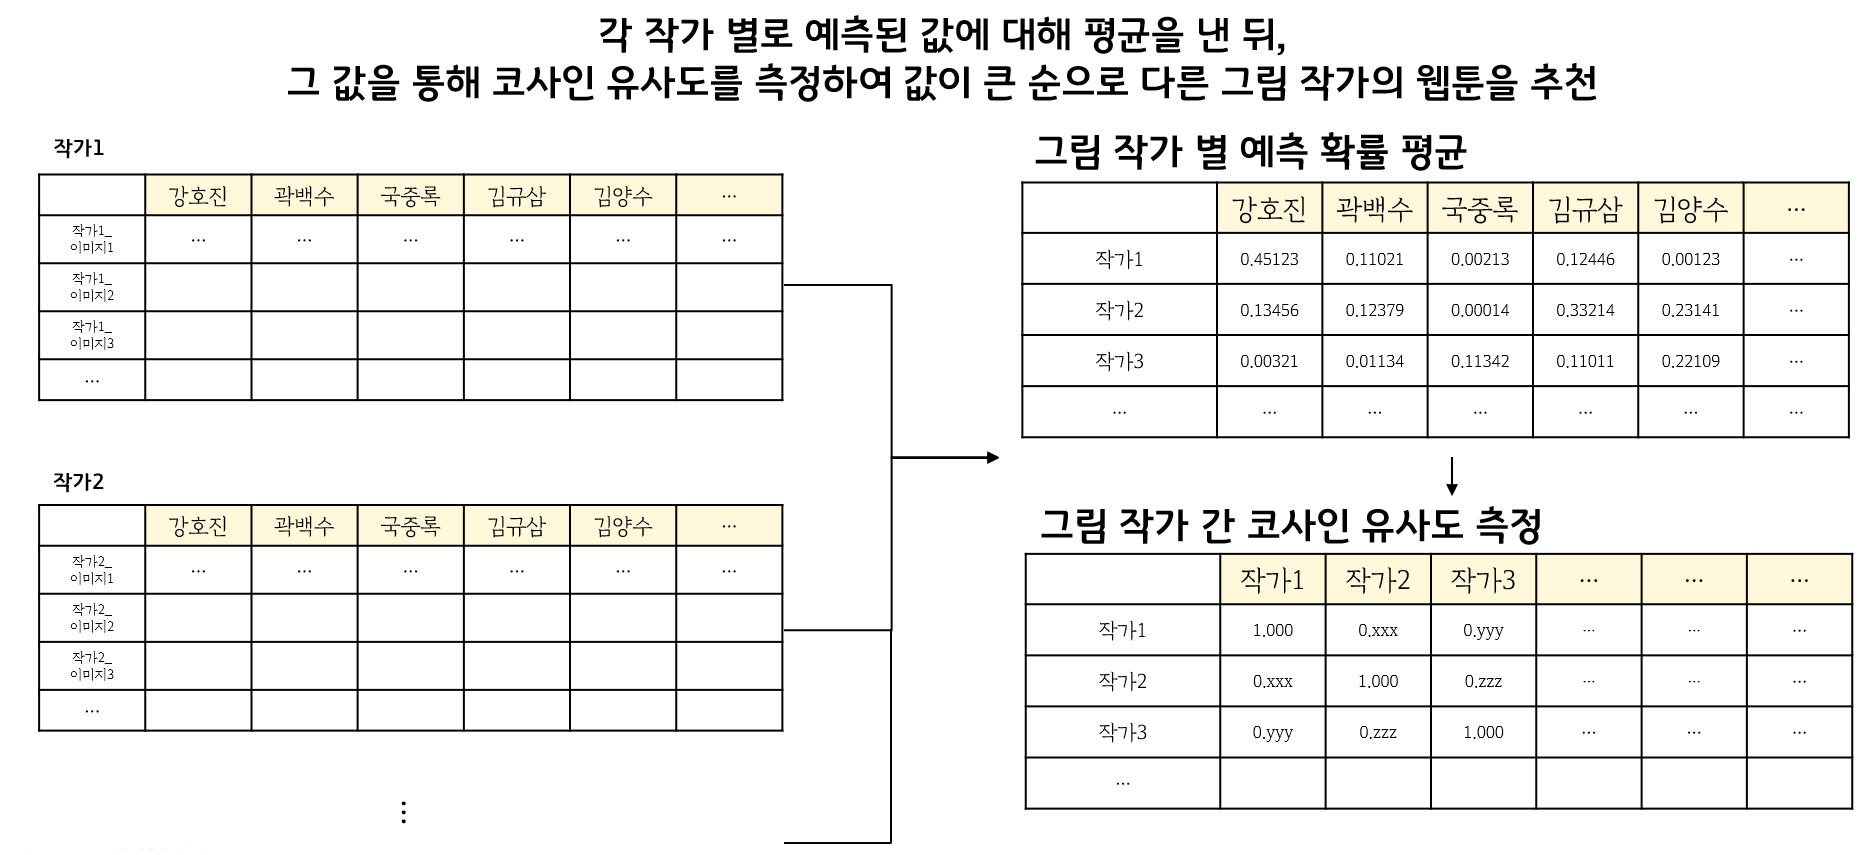 각 작가 별로 예측된 값에 대해 평균을 낸 뒤,
그 값을 통해 코사인 유사도를 측정하여 값이 큰 순으로 다른 그림 작가의 웹툰을 추천
작가1
강호진 곽백수 국중록 김규삼 김양수 ...
작가1_
이미지1 ... ... ... ... ... ...
작가1_
이미지2
작가1_
이미지3
...
작가2
강호진 곽백수 국중록 김규삼 김양수 ...
작가2_
이미지1 ... ... ... ... ... ...
작가2_
이미지2
작가2_
이미지3
...
...
그림 작가 별 예측 확률 평균
강호진 곽백수 국중록 김규삼 김양수 ...
작가1 0.45123 0.11021 0.00213 0.12446 0.00123 ...
작가2 0.13456 0.12379 0.00014 0.33214 0.23141 ...
작가3 0.00321 0.01134 0.11342 0.11011 0.22109 ...
... ... ... ... ... ... ...
그림 작가 간 코사인 유사도 측정
작가1 작가2 작가3 ... ... ...
작가1 1.000 0.xxx 0.yyy ... ... ...
작가2 0.xxx 1.000 0.zzz ... ... ...
작가3 0.yyy 0.zzz 1.000 ... ... ...
...